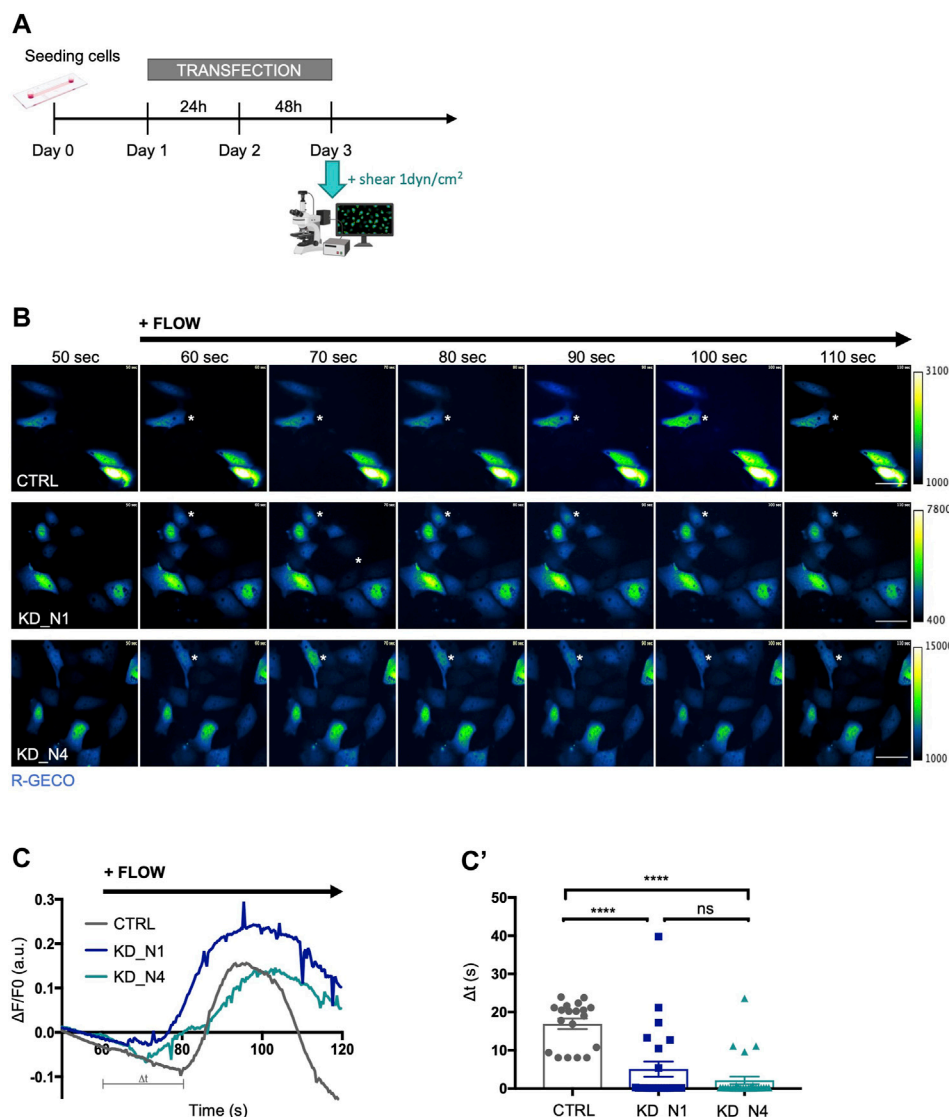 A
Seeding cells
TRANSFECTION
24h 48h
Day 0 Day 1 Day 2 Day 3
+ shear 1dyn/cm²
B
+ FLOW
50 sec 60 sec 70 sec 80 sec 90 sec 100 sec 110 sec
3100
CTRL
1000
7800
KD_N1
400
15000
KD_N4
1000
R-GECO
C
+ FLOW
0.3
0.2
0.1
0.0
-0.1
ΔF/F0 (a.u.)
CTRL
KD_N1
KD_N4
60 80 100 120
Δt
Time (s)
C'
****
**** ns
50
40
30
20
10
0
Δt (s)
CTRL KD_N1 KD_N4